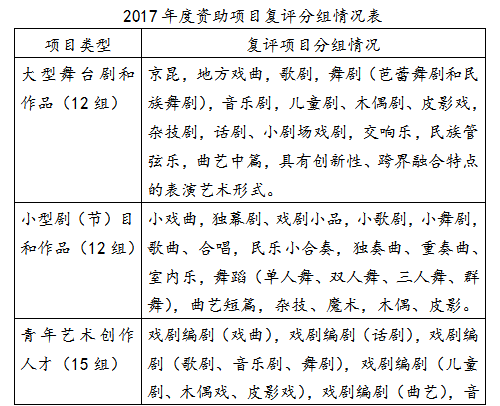 2017 年度资助项目复评分组情况表
项目类型
复评项目分组情况
大型舞台剧和
作品（12 组）
京昆，地方戏曲，歌剧，舞剧（芭蕾舞剧和民
族舞剧），音乐剧，儿童剧、木偶剧、皮影戏，
杂技剧，话剧、小剧场戏剧，交响乐，民族管
弦乐，曲艺中篇，具有创新性、跨界融合特点
的表演艺术形式。
小型剧（节）目
和作品（12 组）
小戏曲，独幕剧、戏剧小品，小歌剧，小舞剧，
歌曲、合唱，民乐小合奏，独奏曲、重奏曲、
室内乐，舞蹈（单人舞、双人舞、三人舞、群
舞），曲艺短篇，杂技、魔术，木偶、皮影。
青年艺术创作
人才（15 组）
戏剧编剧（戏曲），戏剧编剧（话剧），戏剧编
剧（歌剧、音乐剧、舞剧），戏剧编剧（儿童
剧、木偶戏、皮影戏），戏剧编剧（曲艺），音